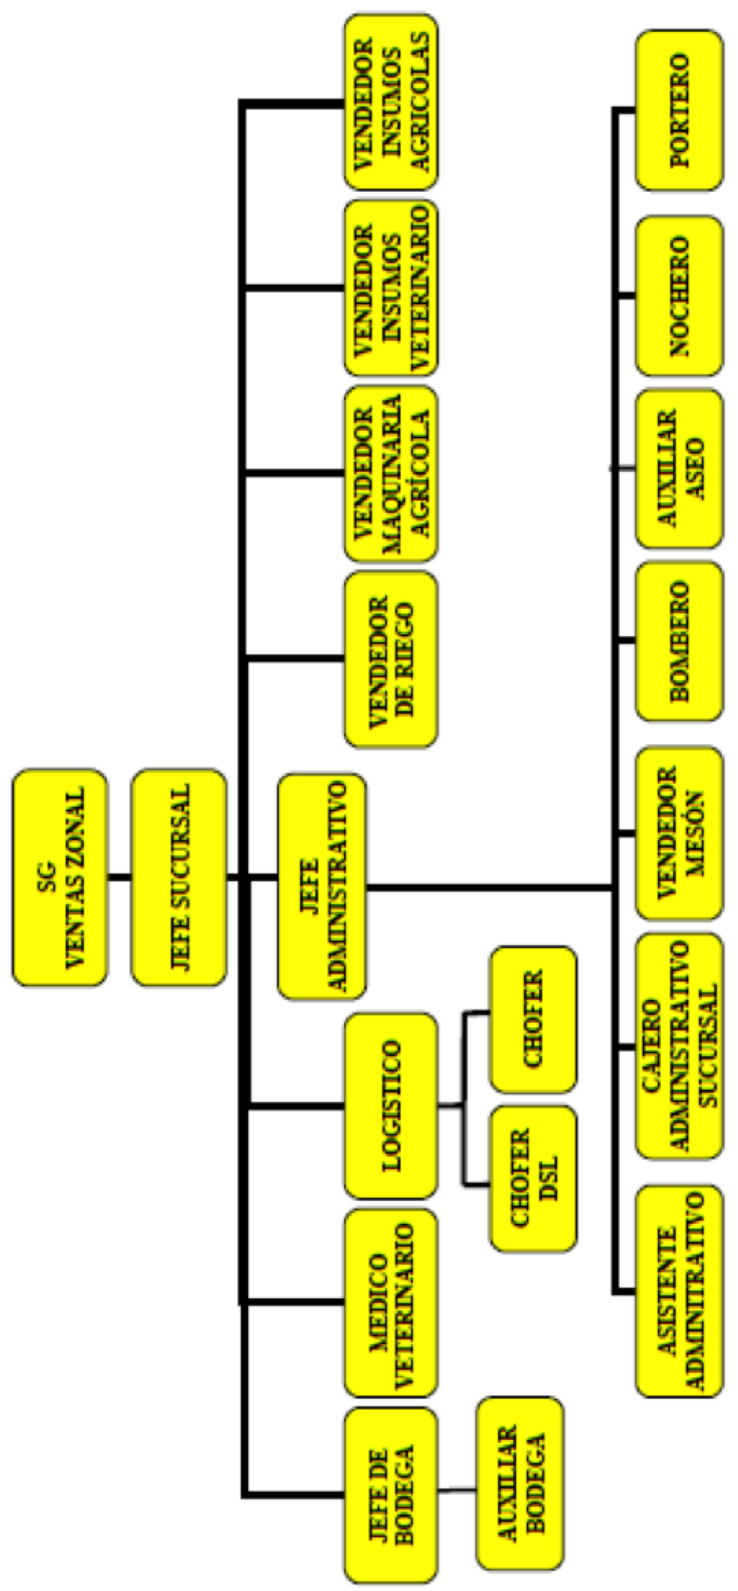 SG
VENTAS ZONAL
JEFE SUCURSAL
JEFE
ADMINISTRATIVO
JEFE DE
BODEGA
MEDICO
VETERINARIO
LOGISTICO
VENDEDOR
DE RIEGO
VENDEDOR
MAQUINARIA
AGRÍCOLA
VENDEDOR
INSUMOS
VETERINARIO
VENDEDOR
INSUMOS
AGRICOLAS
AUXILIAR
BODEGA
CHOFER
DSL
CHOFER
ASISTENTE
ADMINITRATIVO
CAJERO
ADMINISTRATIVO
SUCURSAL
VENDEDOR
MESÓN
BOMBERO
AUXILIAR
ASEO
NOCHERO
PORTERO